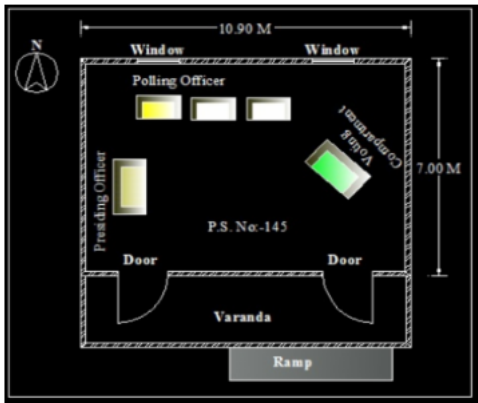 10.90 M
N
Window
Window
Polling Officer
Voting
Compartment
7.00 M
Presiding Officer
P.S. No:-145
Door
Door
Varanda
Ramp